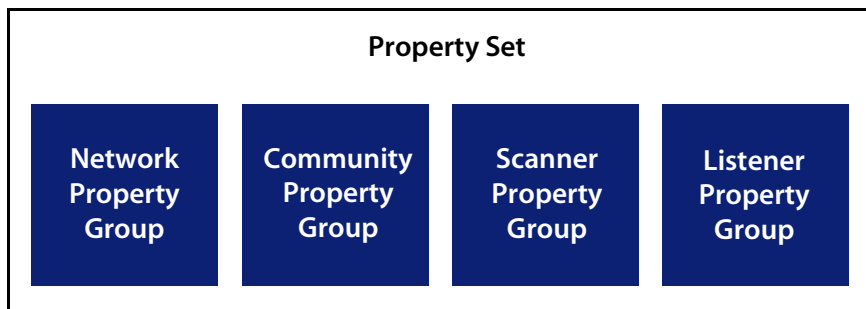 Property Set
Network
Property
Group
Community
Property
Group
Scanner
Property
Group
Listener
Property
Group